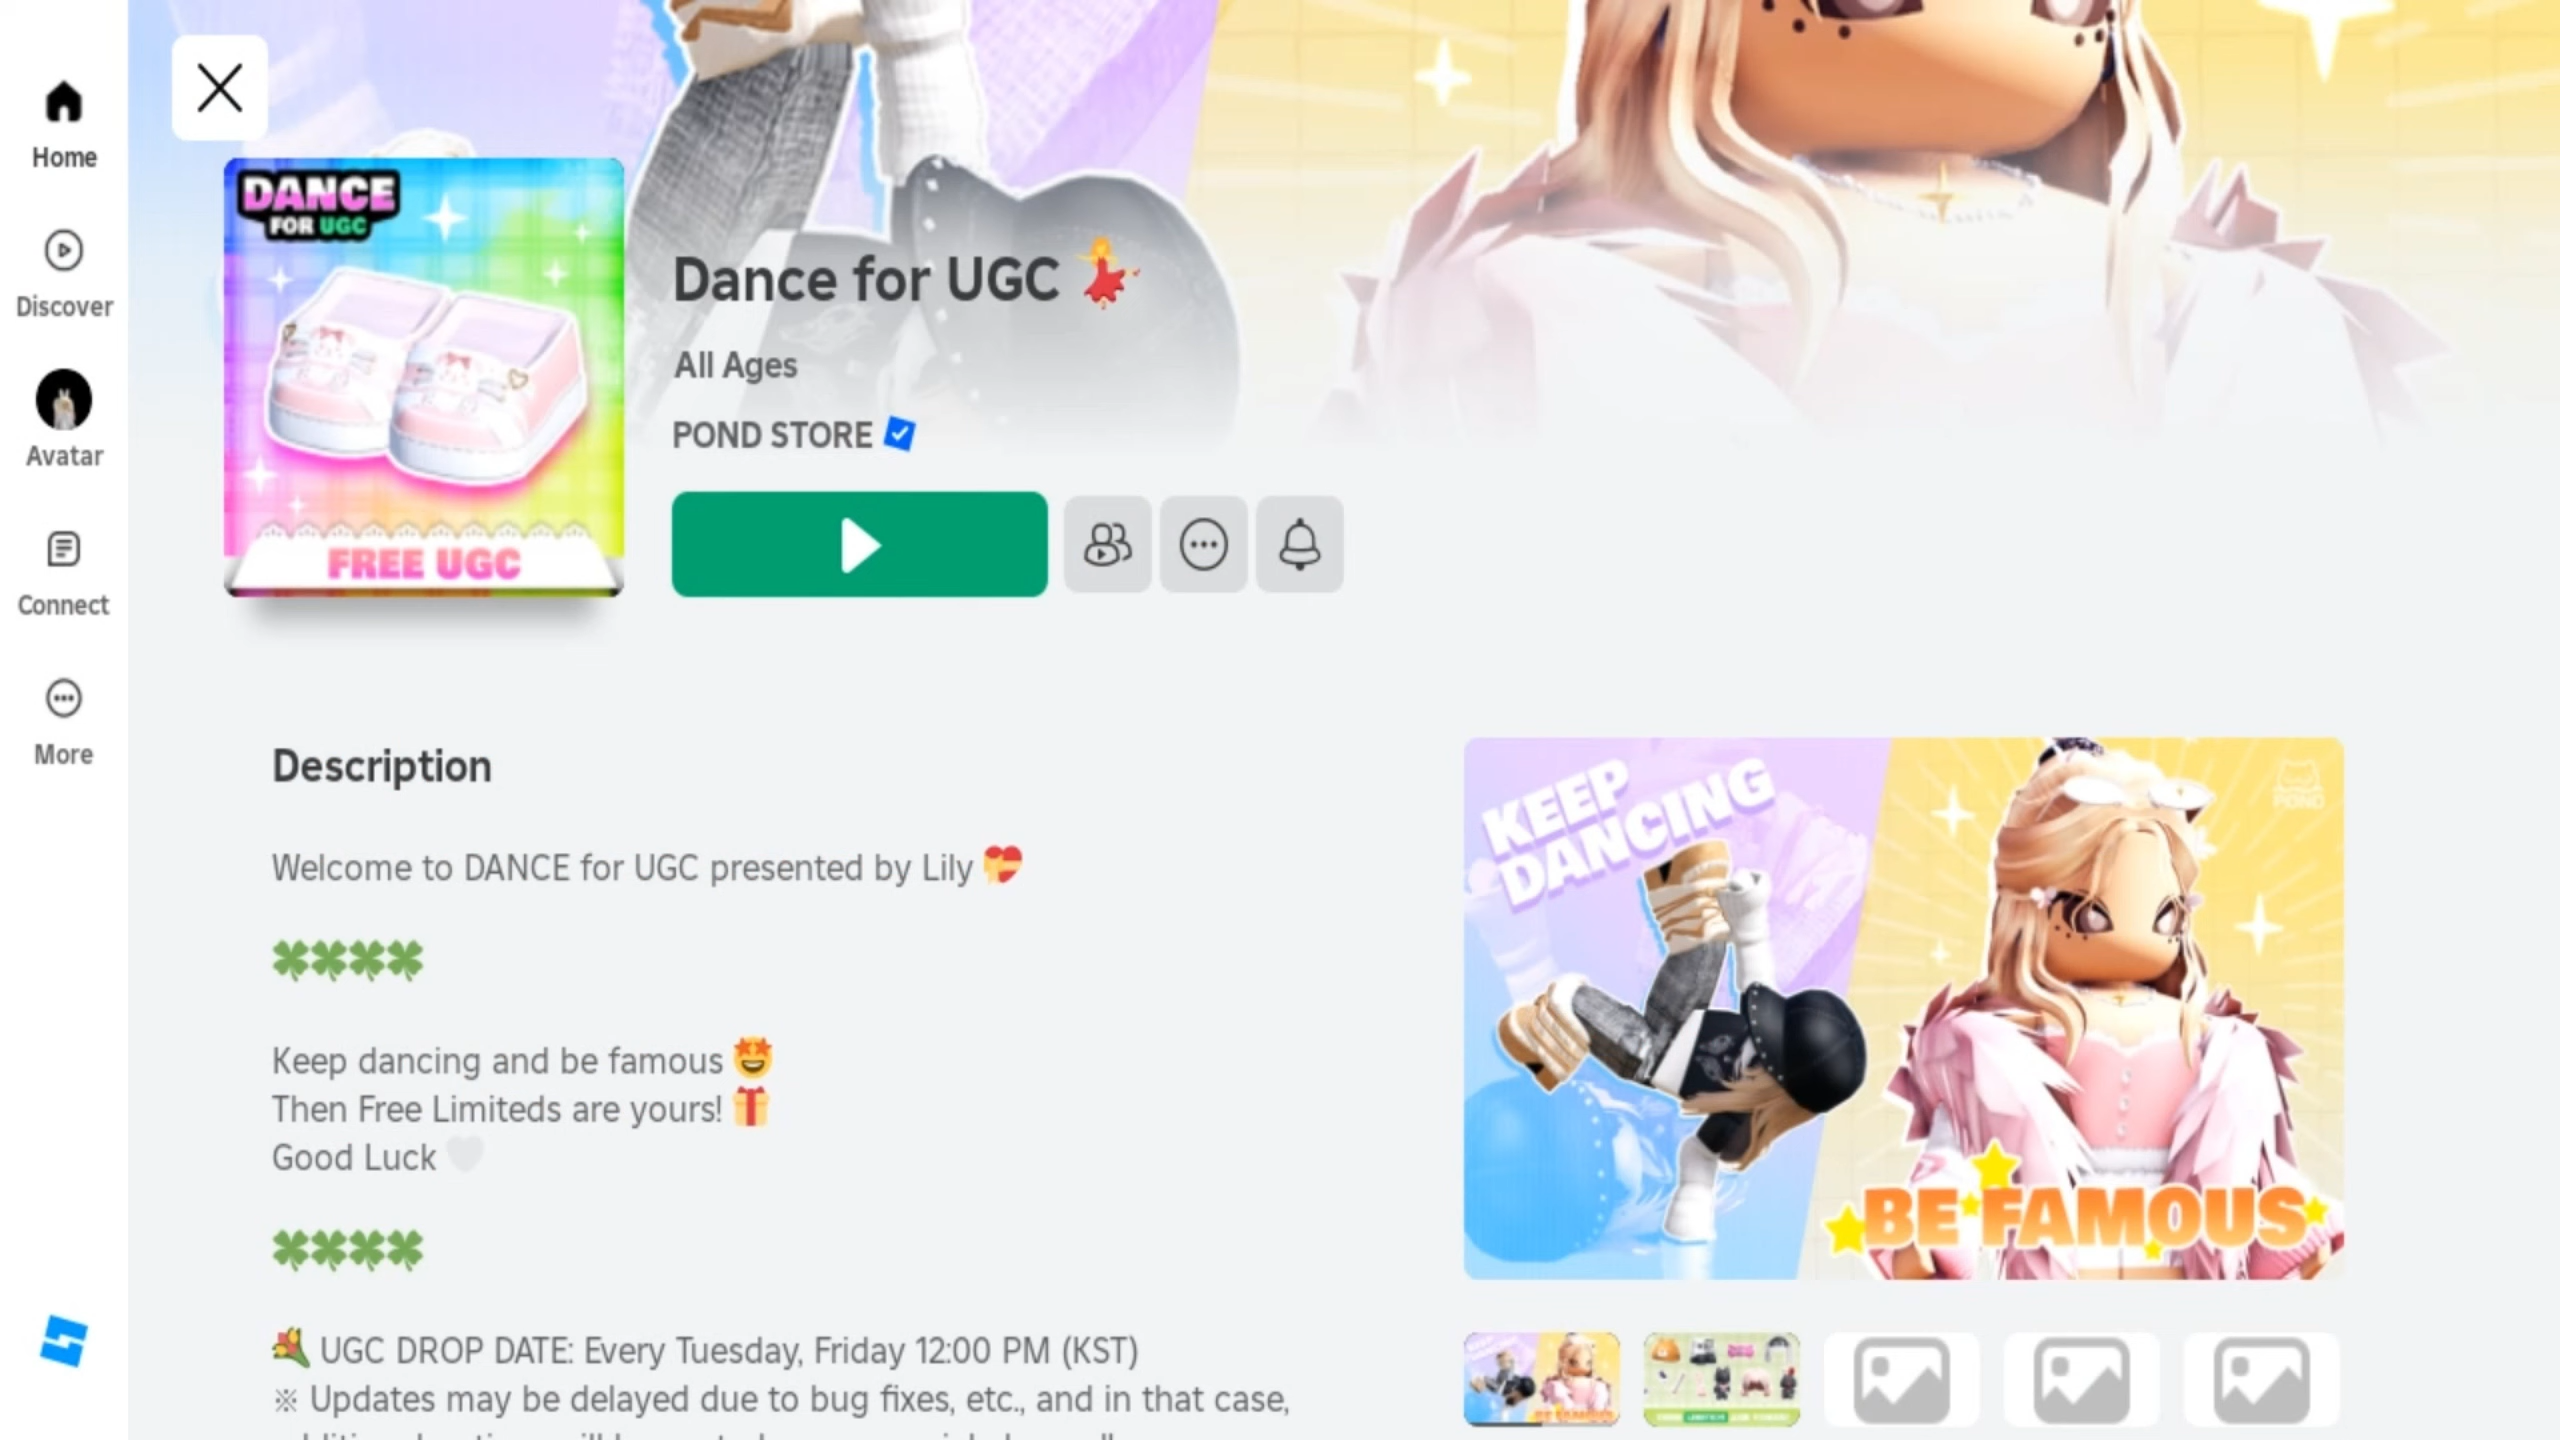 Home
Discover
Avatar
Connect
More
DANCE
FOR UGC
FREE UGC
Dance for UGC 💃
All Ages
POND STORE
Description
Welcome to DANCE for UGC presented by Lily 💝
🍀🍀🍀🍀
Keep dancing and be famous 🤩
Then Free Limiteds are yours! 🎁
Good Luck 🤍
🍀🍀🍀🍀
💐 UGC DROP DATE: Every Tuesday, Friday 12:00 PM (KST)
※ Updates may be delayed due to bug fixes, etc., and in that case,
KEEP
DANCING
POND
BE FAMOUS
BE FAMOUS